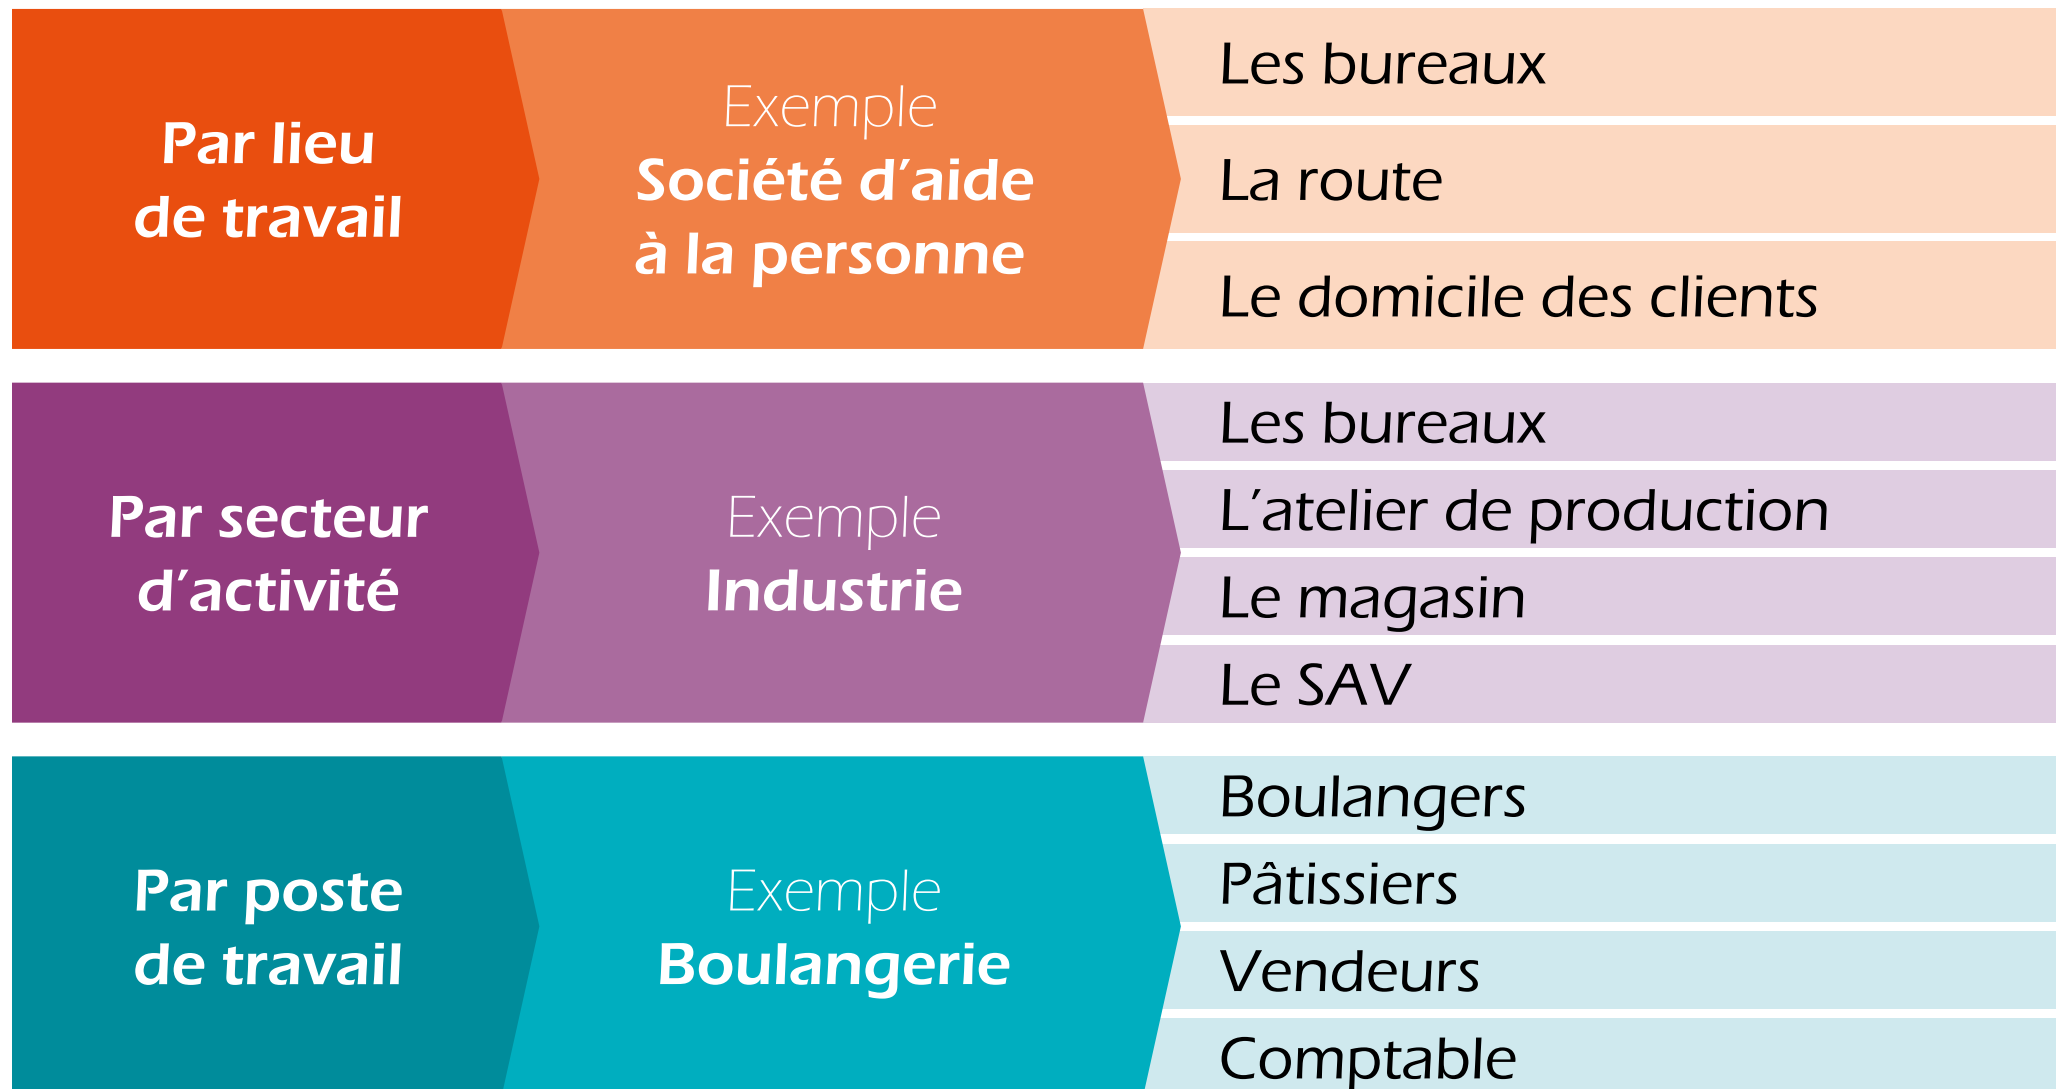 Par lieu
de travail
Exemple
Société d’aide
à la personne
Les bureaux
La route
Le domicile des clients
Par secteur
d’activité
Exemple
Industrie
Les bureaux
L’atelier de production
Le magasin
Le SAV
Par poste
de travail
Exemple
Boulangerie
Boulangers
Pâtissiers
Vendeurs
Comptable